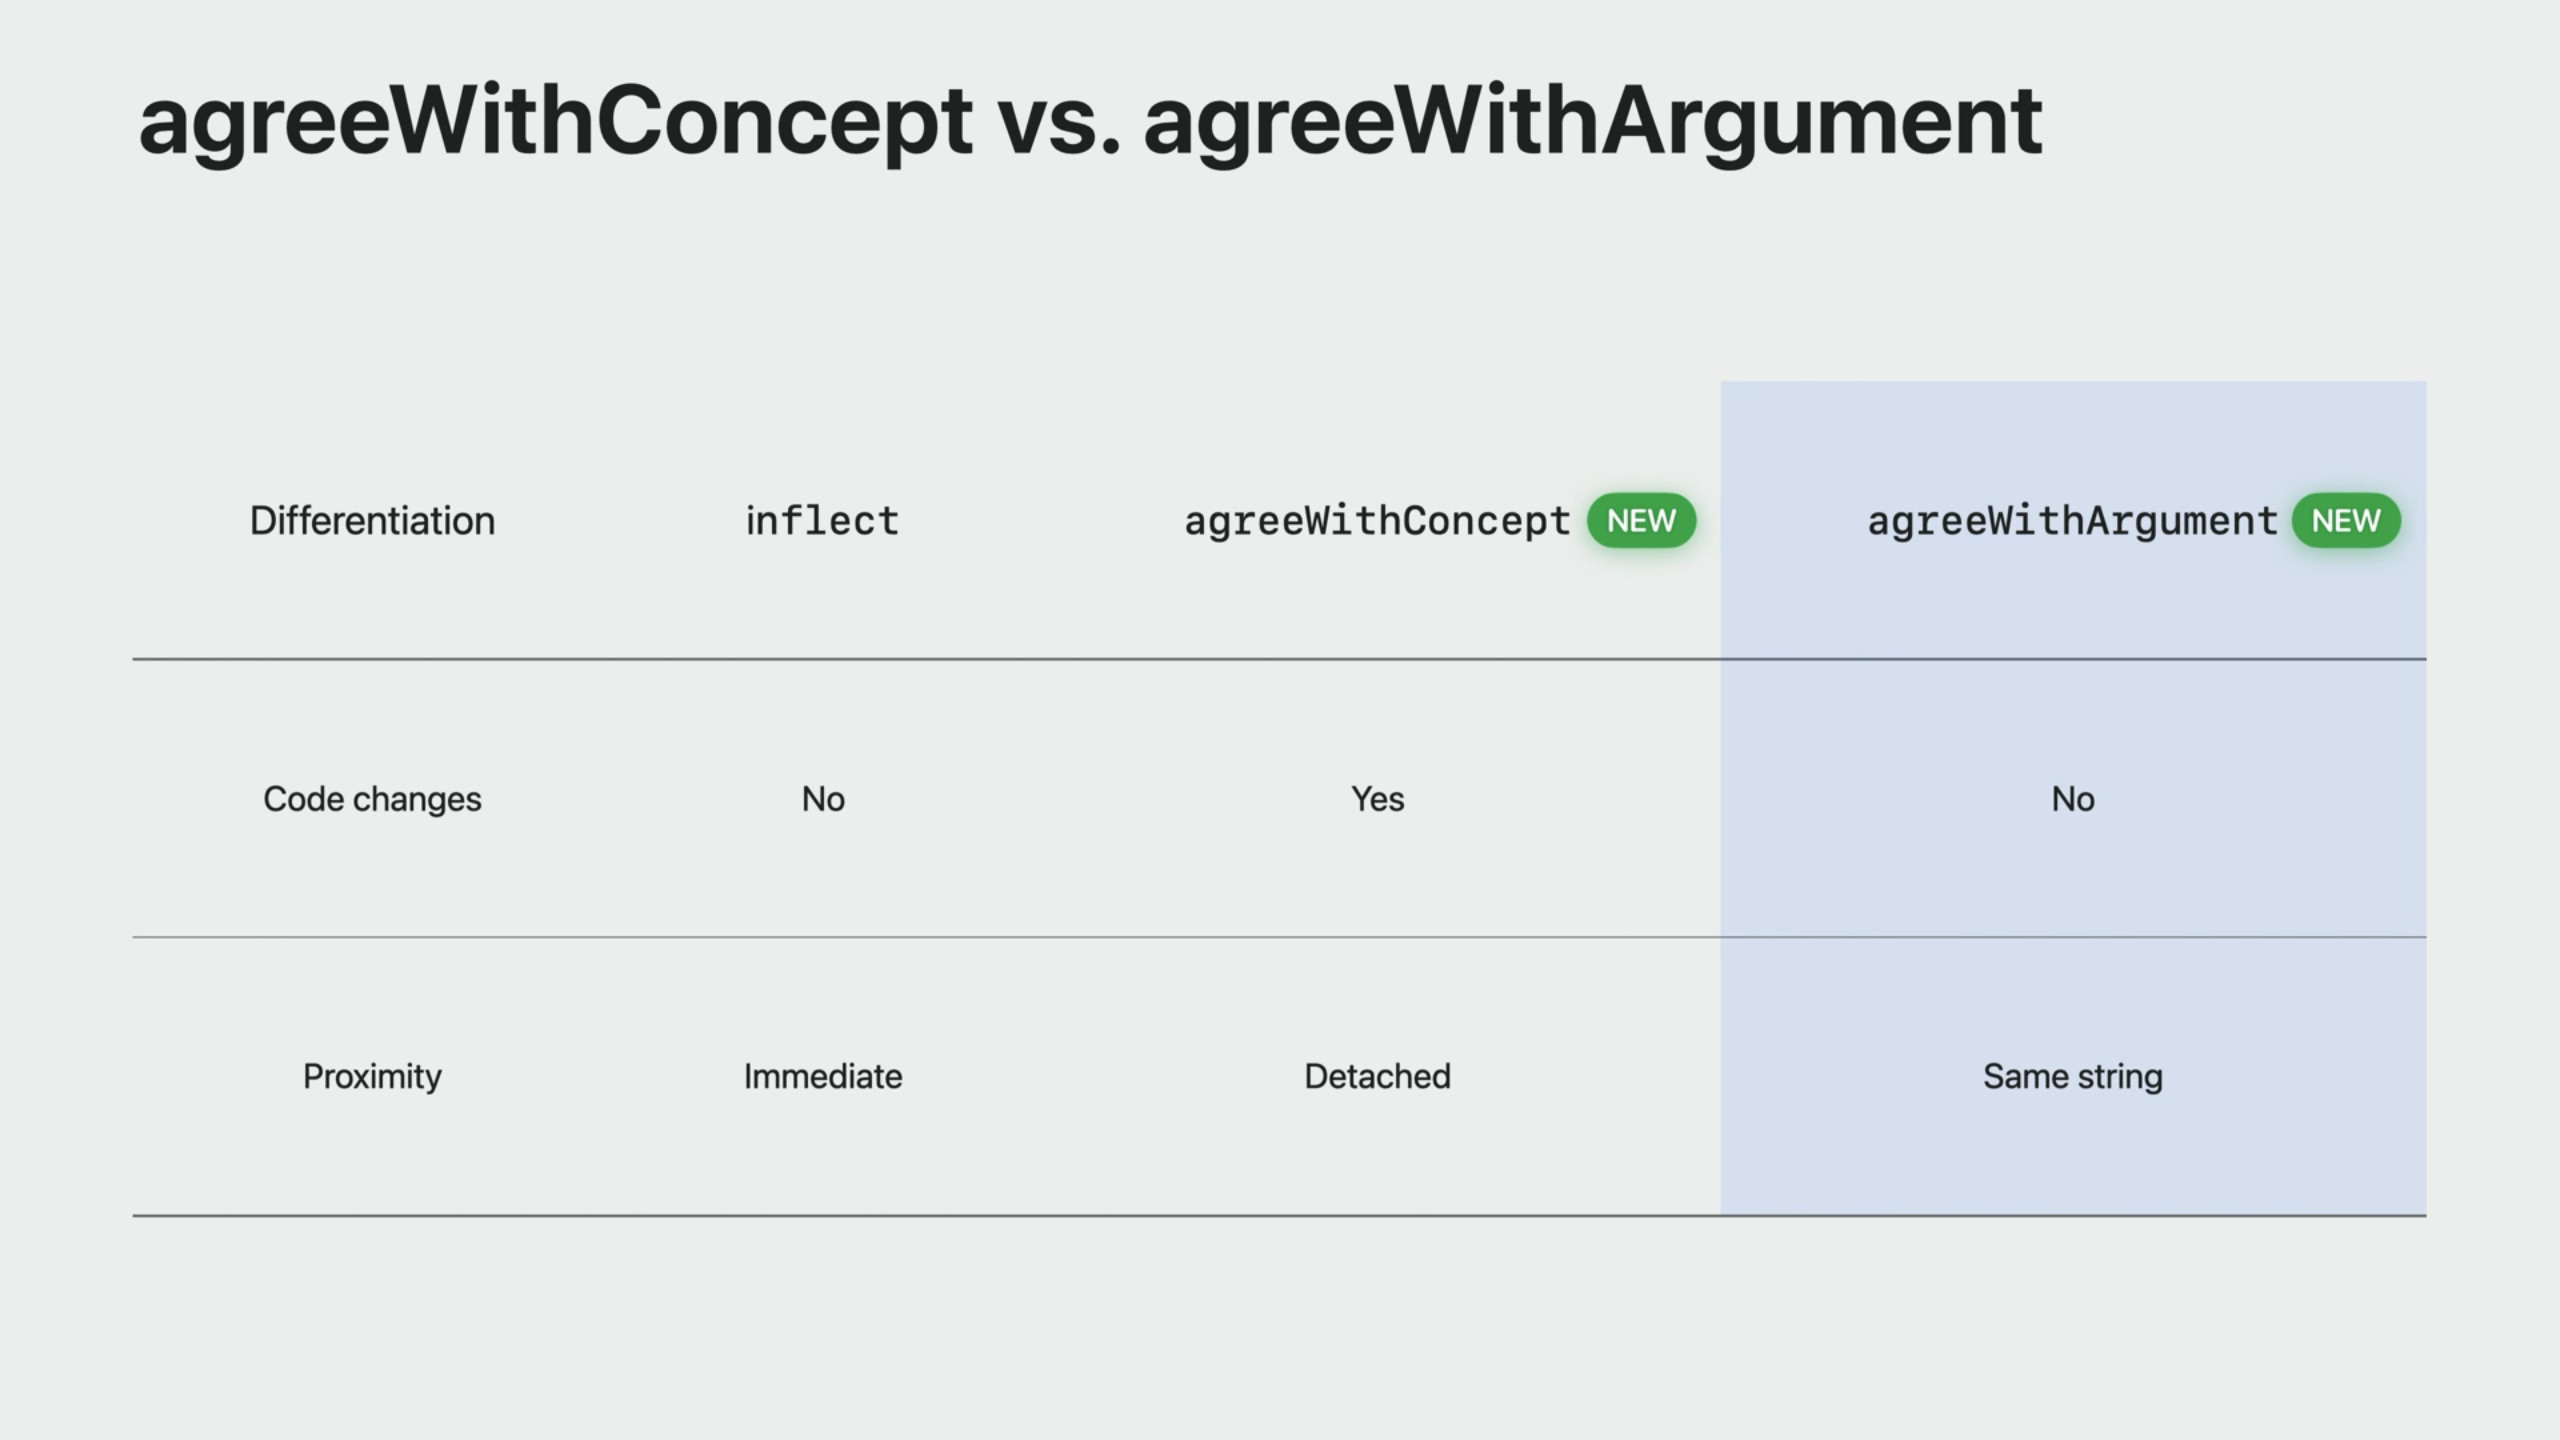 agreeWithConcept vs. agreeWithArgument
Differentiation inflect agreeWithConcept NEW agreeWithArgument NEW
Code changes No Yes No
Proximity Immediate Detached Same string